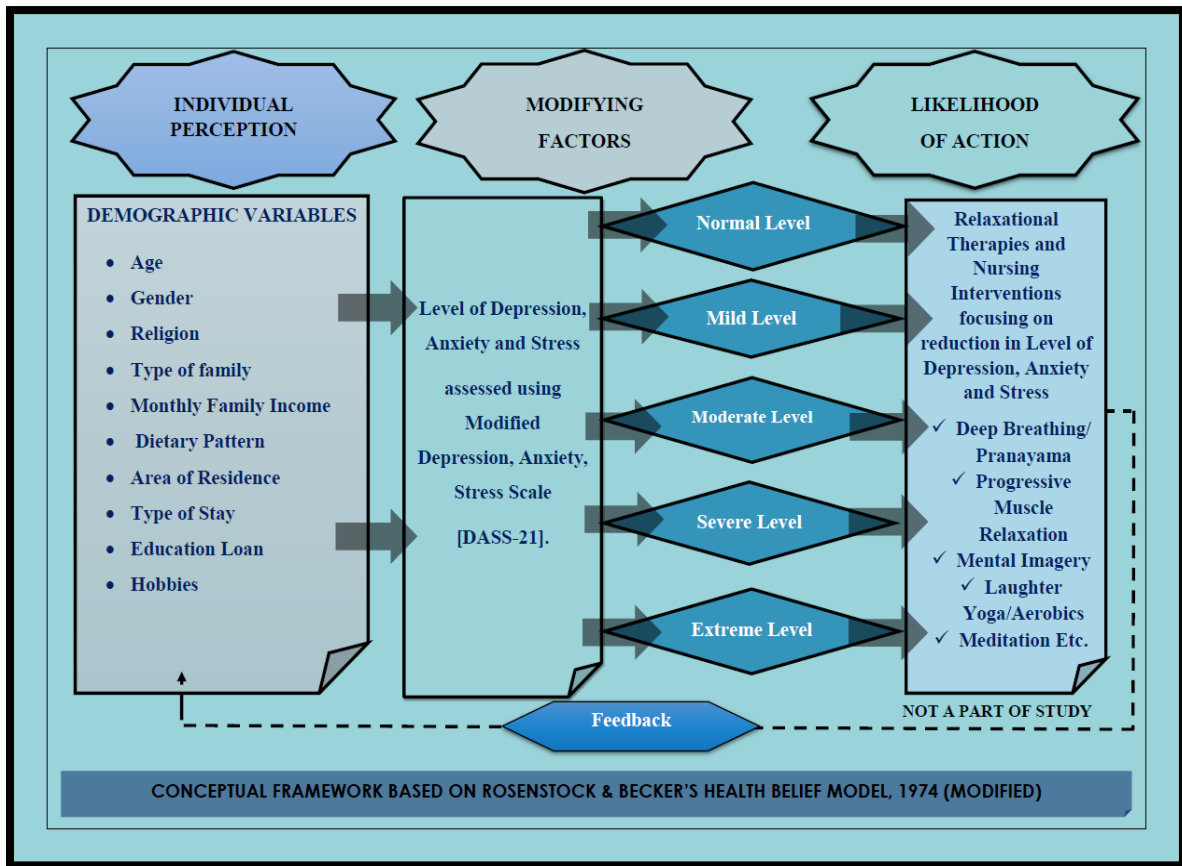 INDIVIDUAL
PERCEPTION
MODIFYING
FACTORS
LIKELIHOOD
OF ACTION
DEMOGRAPHIC VARIABLES
• Age
• Gender
• Religion
• Type of family
• Monthly Family Income
• Dietary Pattern
• Area of Residence
• Type of Stay
• Education Loan
• Hobbies
Level of Depression,
Anxiety and Stress
assessed using
Modified
Depression, Anxiety,
Stress Scale
[DASS-21].
Normal Level
Mild Level
Moderate Level
Severe Level
Extreme Level
Relaxational
Therapies and
Nursing
Interventions
focusing on
reduction in Level of
Depression, Anxiety
and Stress
✓ Deep Breathing/
Pranayama
✓ Progressive
Muscle
Relaxation
✓ Mental Imagery
✓ Laughter
Yoga/Aerobics
✓ Meditation Etc.
NOT A PART OF STUDY
Feedback
CONCEPTUAL FRAMEWORK BASED ON ROSENSTOCK & BECKER'S HEALTH BELIEF MODEL, 1974 (MODIFIED)